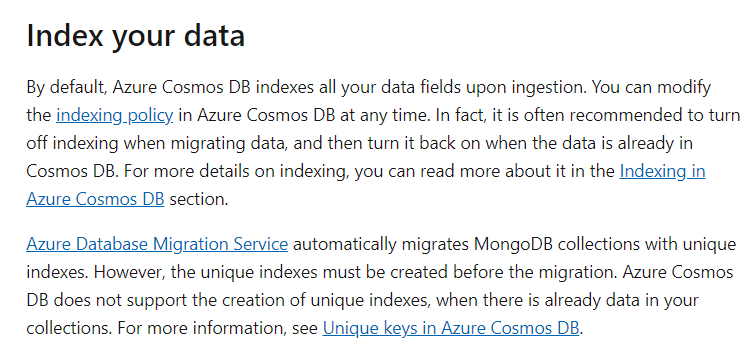 Index your data
By default, Azure Cosmos DB indexes all your data fields upon ingestion. You can modify
the indexing policy in Azure Cosmos DB at any time. In fact, it is often recommended to turn
off indexing when migrating data, and then turn it back on when the data is already in
Cosmos DB. For more details on indexing, you can read more about it in the Indexing in
Azure Cosmos DB section.
Azure Database Migration Service automatically migrates MongoDB collections with unique
indexes. However, the unique indexes must be created before the migration. Azure Cosmos
DB does not support the creation of unique indexes, when there is already data in your
collections. For more information, see Unique keys in Azure Cosmos DB.